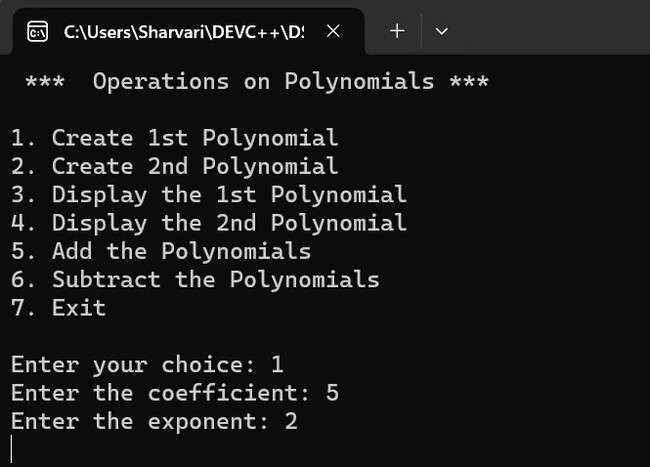 C:\Users\Sharvari\DEVC++\DS
*** Operations on Polynomials ***
1. Create 1st Polynomial
2. Create 2nd Polynomial
3. Display the 1st Polynomial
4. Display the 2nd Polynomial
5. Add the Polynomials
6. Subtract the Polynomials
7. Exit
Enter your choice: 1
Enter the coefficient: 5
Enter the exponent: 2